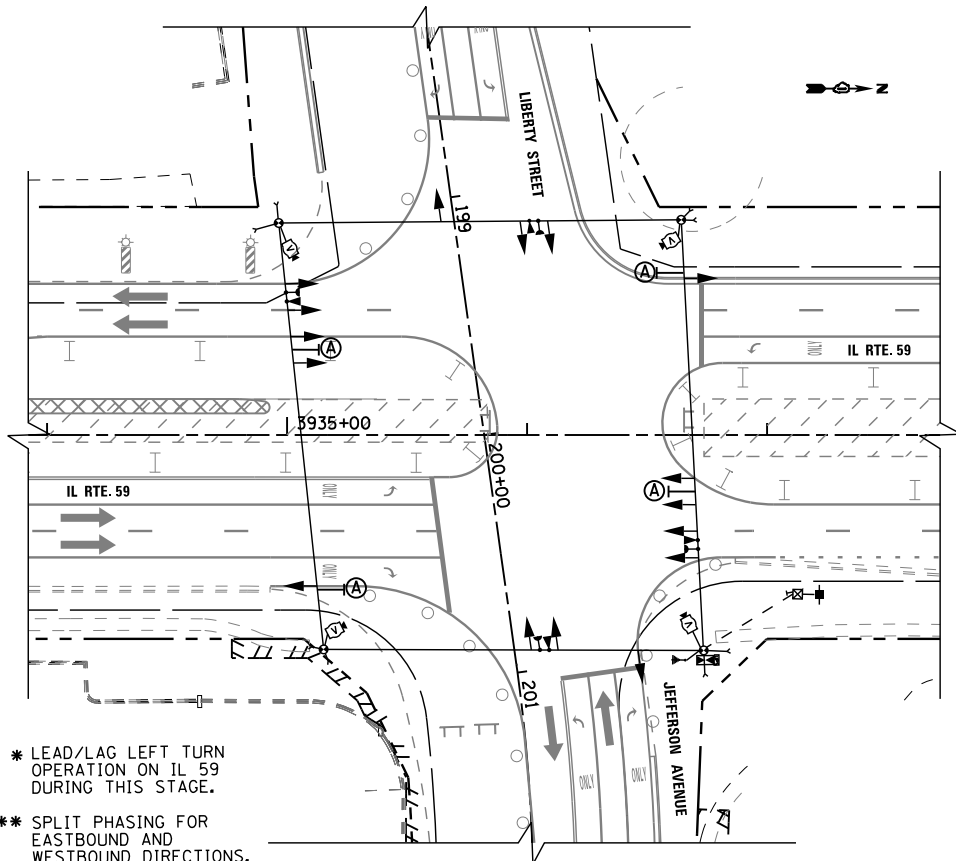 ONLY
ONLY
LIBERTY STREET
N
199
A
A
ONLY
IL RTE. 59
3935+00
200+00
IL RTE. 59
ONLY
A
ONLY
A
201
JEFFERSON AVENUE
ONLY
ONLY
* LEAD/LAG LEFT TURN
OPERATION ON IL 59
DURING THIS STAGE.
** SPLIT PHASING FOR
EASTBOUND AND
WESTBOUND DIRECTIONS.